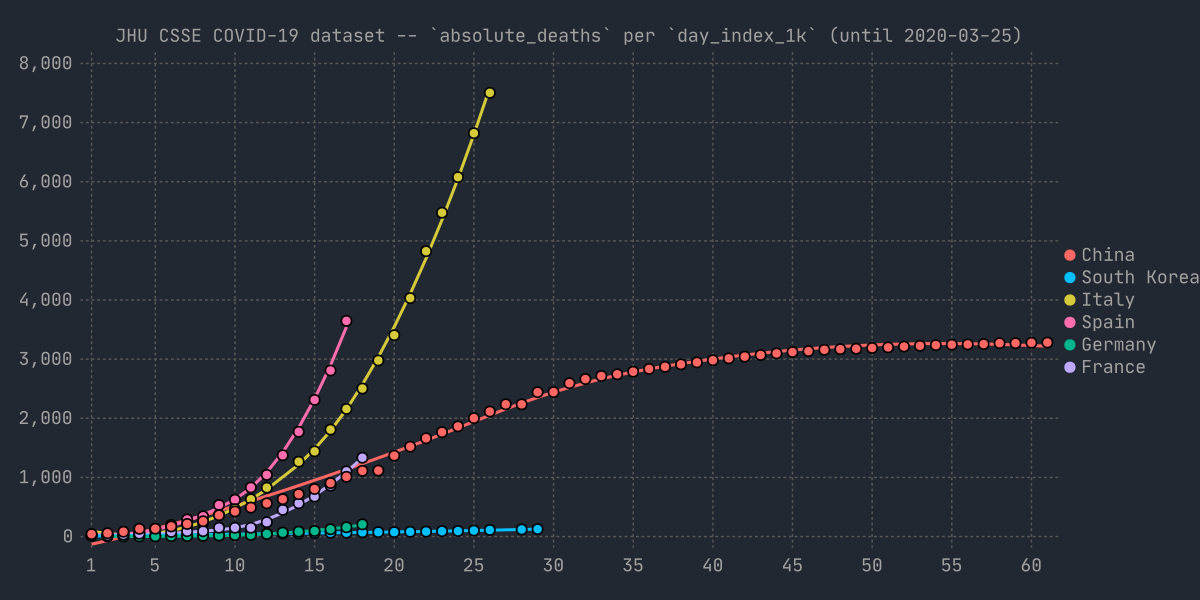 JHU CSSE COVID-19 dataset -- `absolute_deaths` per `day_index_1k` (until 2020-03-25)
8,000
7,000
6,000
5,000
4,000
3,000
2,000
1,000
0
1 5 10 15 20 25 30 35 40 45 50 55 60
China
South Korea
Italy
Spain
Germany
France